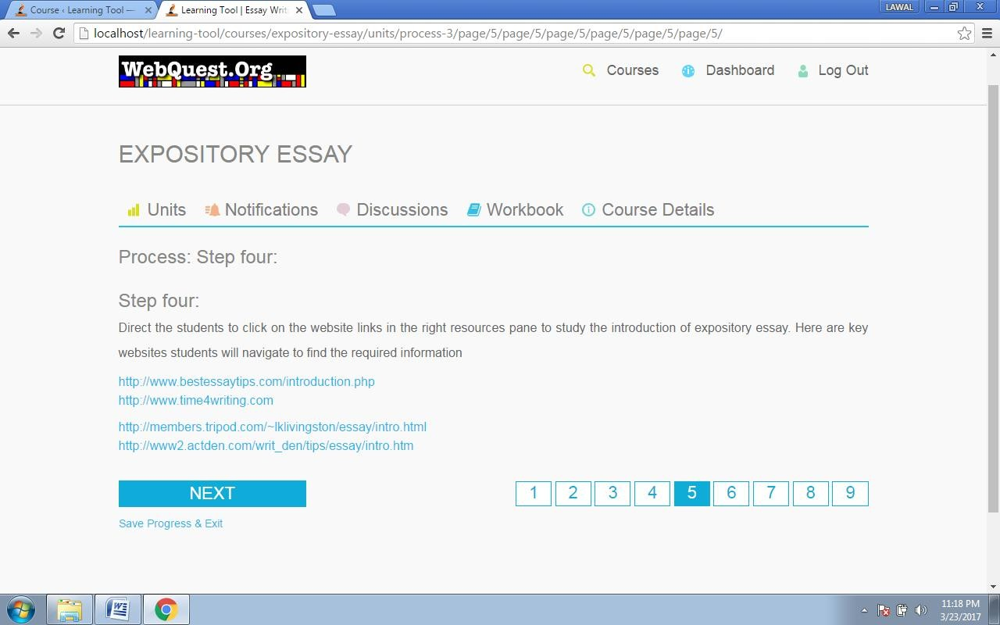 Course ‹ Learning Tool —
Learning Tool | Essay Writ
LAWAL
localhost/learning-tool/courses/expository-essay/units/process-3/page/5/page/5/page/5/page/5/page/5/page/5/
WebQuest.Org
Courses
Dashboard
Log Out
EXPOSITORY ESSAY
Units
Notifications
Discussions
Workbook
Course Details
Process: Step four:
Step four:
Direct the students to click on the website links in the right resources pane to study the introduction of expository essay. Here are key
websites students will navigate to find the required information
http://www.bestessaytips.com/introduction.php
http://www.time4writing.com
http://members.tripod.com/~lklivingston/essay/intro.html
http://www2.actden.com/writ_den/tips/essay/intro.htm
NEXT
1 2 3 4 5 6 7 8 9
Save Progress & Exit
11:18 PM
3/23/2017